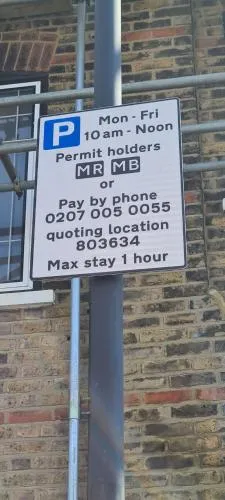 P Mon - Fri
10 am - Noon
Permit holders
MR MB
or
Pay by phone
0207 005 0055
quoting location
803634
Max stay 1 hour